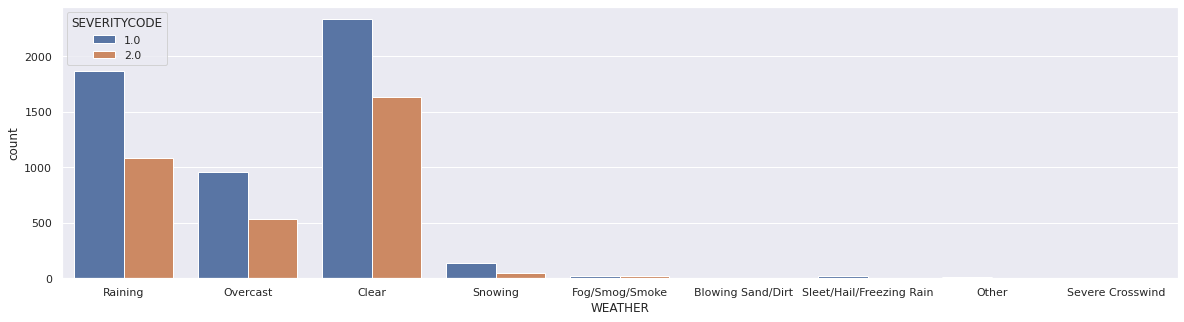 SEVERITYCODE
1.0
2.0
count
2000
1500
1000
500
0
Raining Overcast Clear Snowing Fog/Smog/Smoke Blowing Sand/Dirt Sleet/Hail/Freezing Rain Other Severe Crosswind
WEATHER